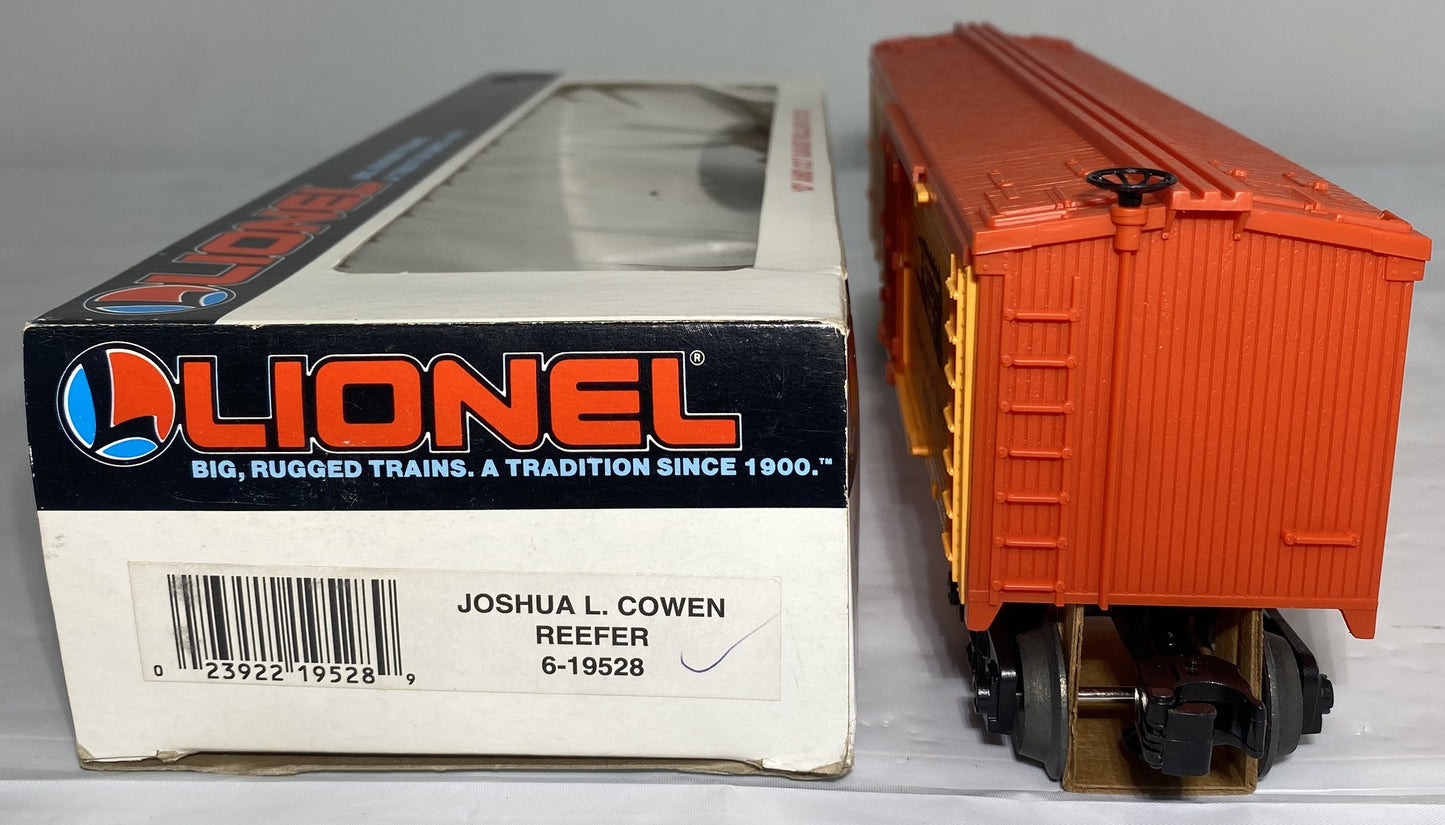 LIONEL
LIONEL®
BIG, RUGGED TRAINS. A TRADITION SINCE 1900.™
JOSHUA L. COWEN
REEFER
6-19528
0 23922 19528 9